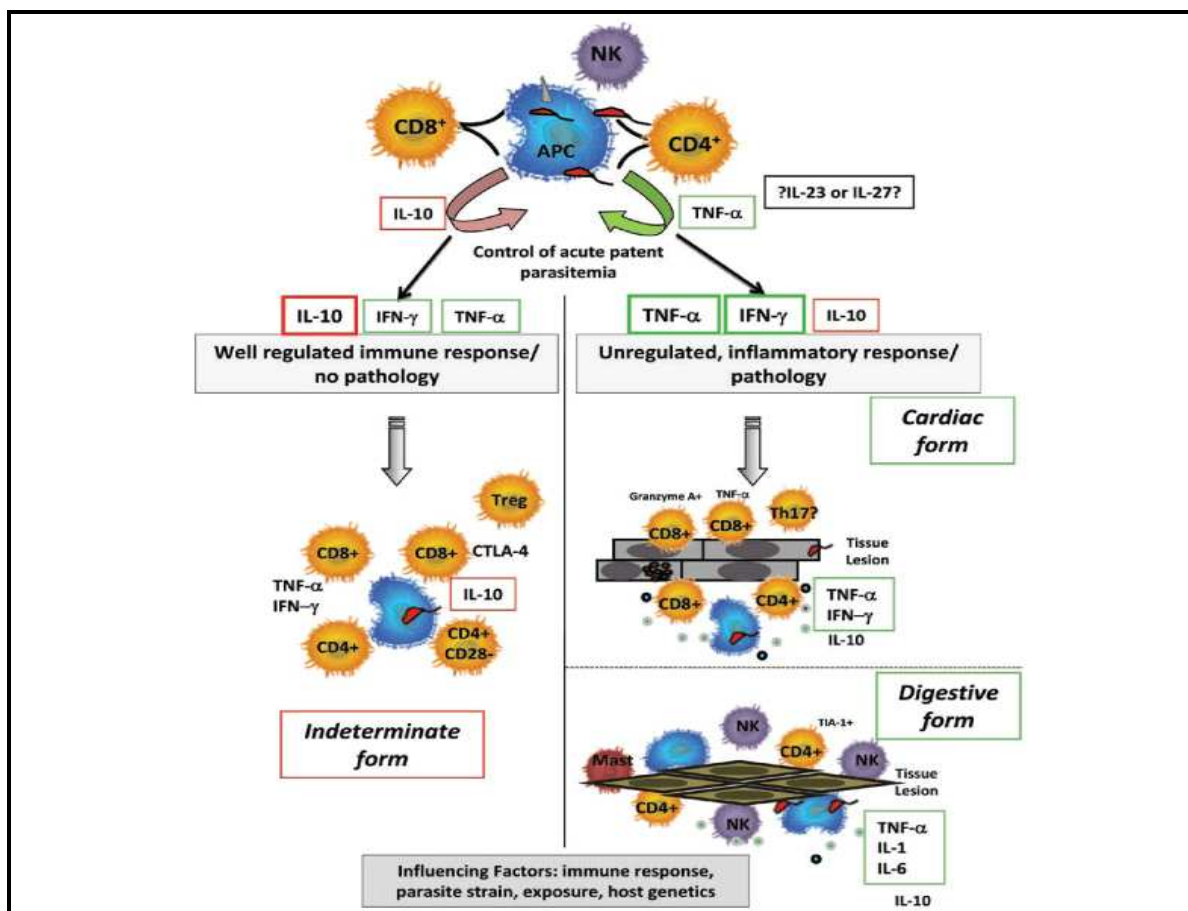 NK
CD8+
APC
CD4+
?IL-23 or IL-27?
IL-10
TNF-α
Control of acute patent
parasitemia
IL-10
IFN-γ
TNF-α
Well regulated immune response/
no pathology
TNF-α
IFN-γ
IL-10
Unregulated, inflammatory response/
pathology
Cardiac
form
Treg
CD8+
CD8+
CTLA-4
TNF-α
IFN-γ
IL-10
CD4+
CD4+
CD28-
Indeterminate
form
Granzyme A+
TNF-α
CD8+
CD8+
Th17?
Tissue
Lesion
CD8+
CD4+
TNF-α
IFN-γ
IL-10
Digestive
form
NK
TIA-1+
CD4+
NK
Mast
Tissue
Lesion
CD4+
NK
TNF-α
IL-1
IL-6
IL-10
Influencing Factors: immune response,
parasite strain, exposure, host genetics